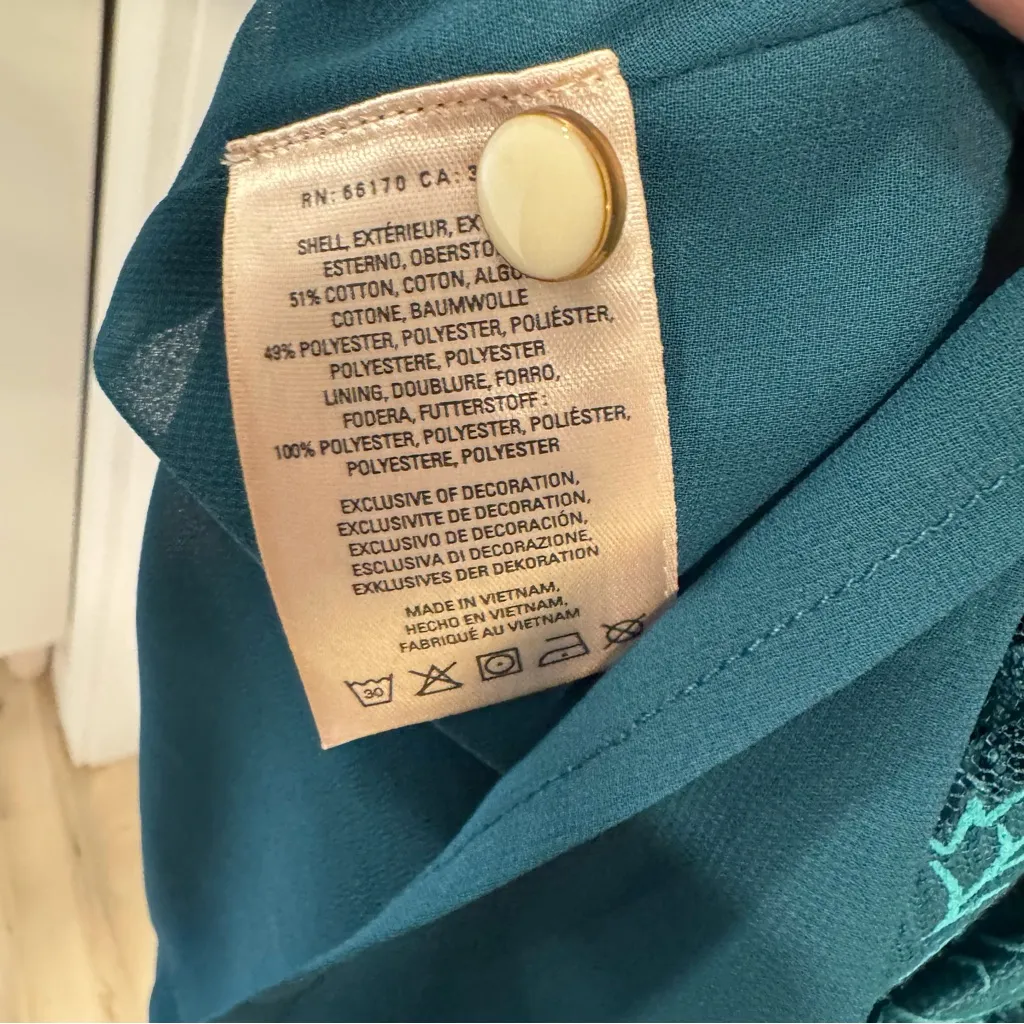 RN: 66170 CA: 3
SHELL, EXTÉRIEUR,
ESTERNO,
51% COTTON, COTON,
COTONE, BAUMWOLLE
49% POLYESTER, POLYESTER, POLIÉSTER,
POLYESTERE, POLYESTER
LINING, DOUBLURE, FORRO,
FODERA, FUTTERSTOFF :
100% POLYESTER, POLYESTER, POLIÉSTER,
POLYESTERE, POLYESTER
EXCLUSIVE OF DECORATION,
EXCLUSIVITE DE DECORATION,
EXCLUSIVO DE DECORACIÓN,
ESCLUSIVA DI DECORAZIONE,
EXKLUSIVES DER DEKORATION
MADE IN VIETNAM,
HECHO EN VIETNAM,
FABRIQUÉ AU VIETNAM
30